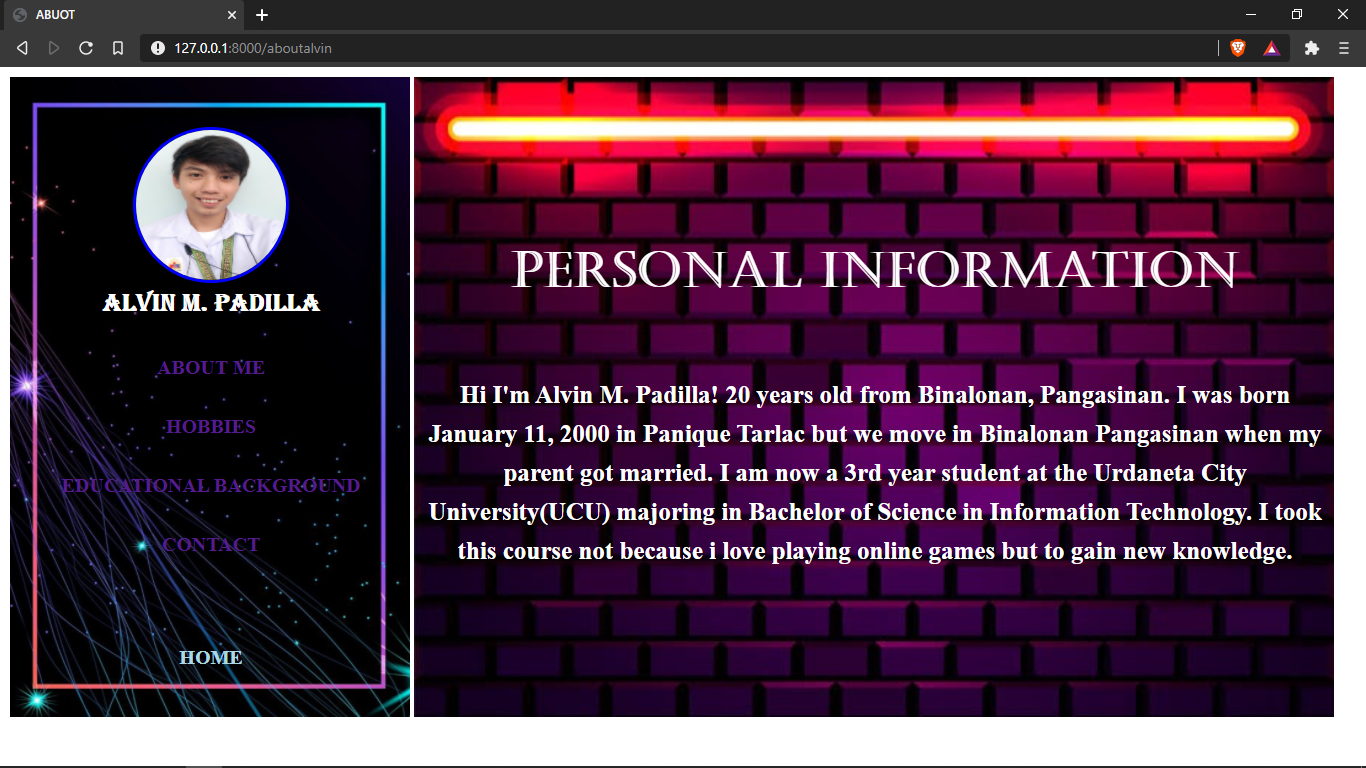 ABUOT
127.0.0.1:8000/aboutalvin
ALVIN M. PADILLA
ABOUT ME
HOBBIES
EDUCATIONAL BACKGROUND
CONTACT
HOME
PERSONAL INFORMATION
Hi I'm Alvin M. Padilla! 20 years old from Binalonan, Pangasinan. I was born
January 11, 2000 in Panique Tarlac but we move in Binalonan Pangasinan when my
parent got married. I am now a 3rd year student at the Urdaneta City
University(UCU) majoring in Bachelor of Science in Information Technology. I took
this course not because i love playing online games but to gain new knowledge.